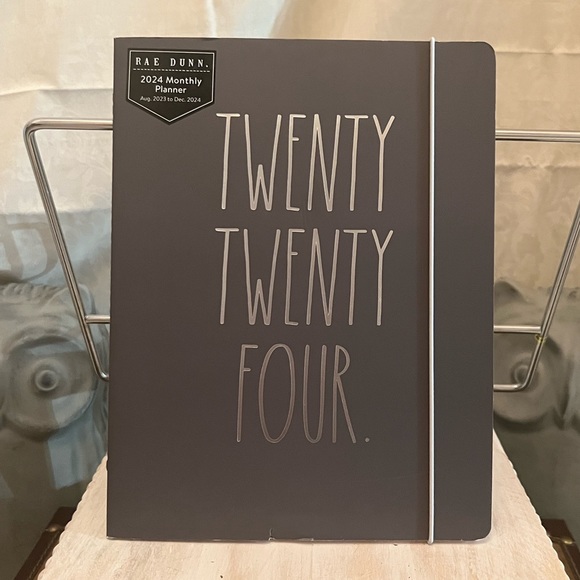 RAE DUNN.
2024 Monthly
Planner
Aug. 2023 to Dec. 2024
TWENTY
TWENTY
FOUR.